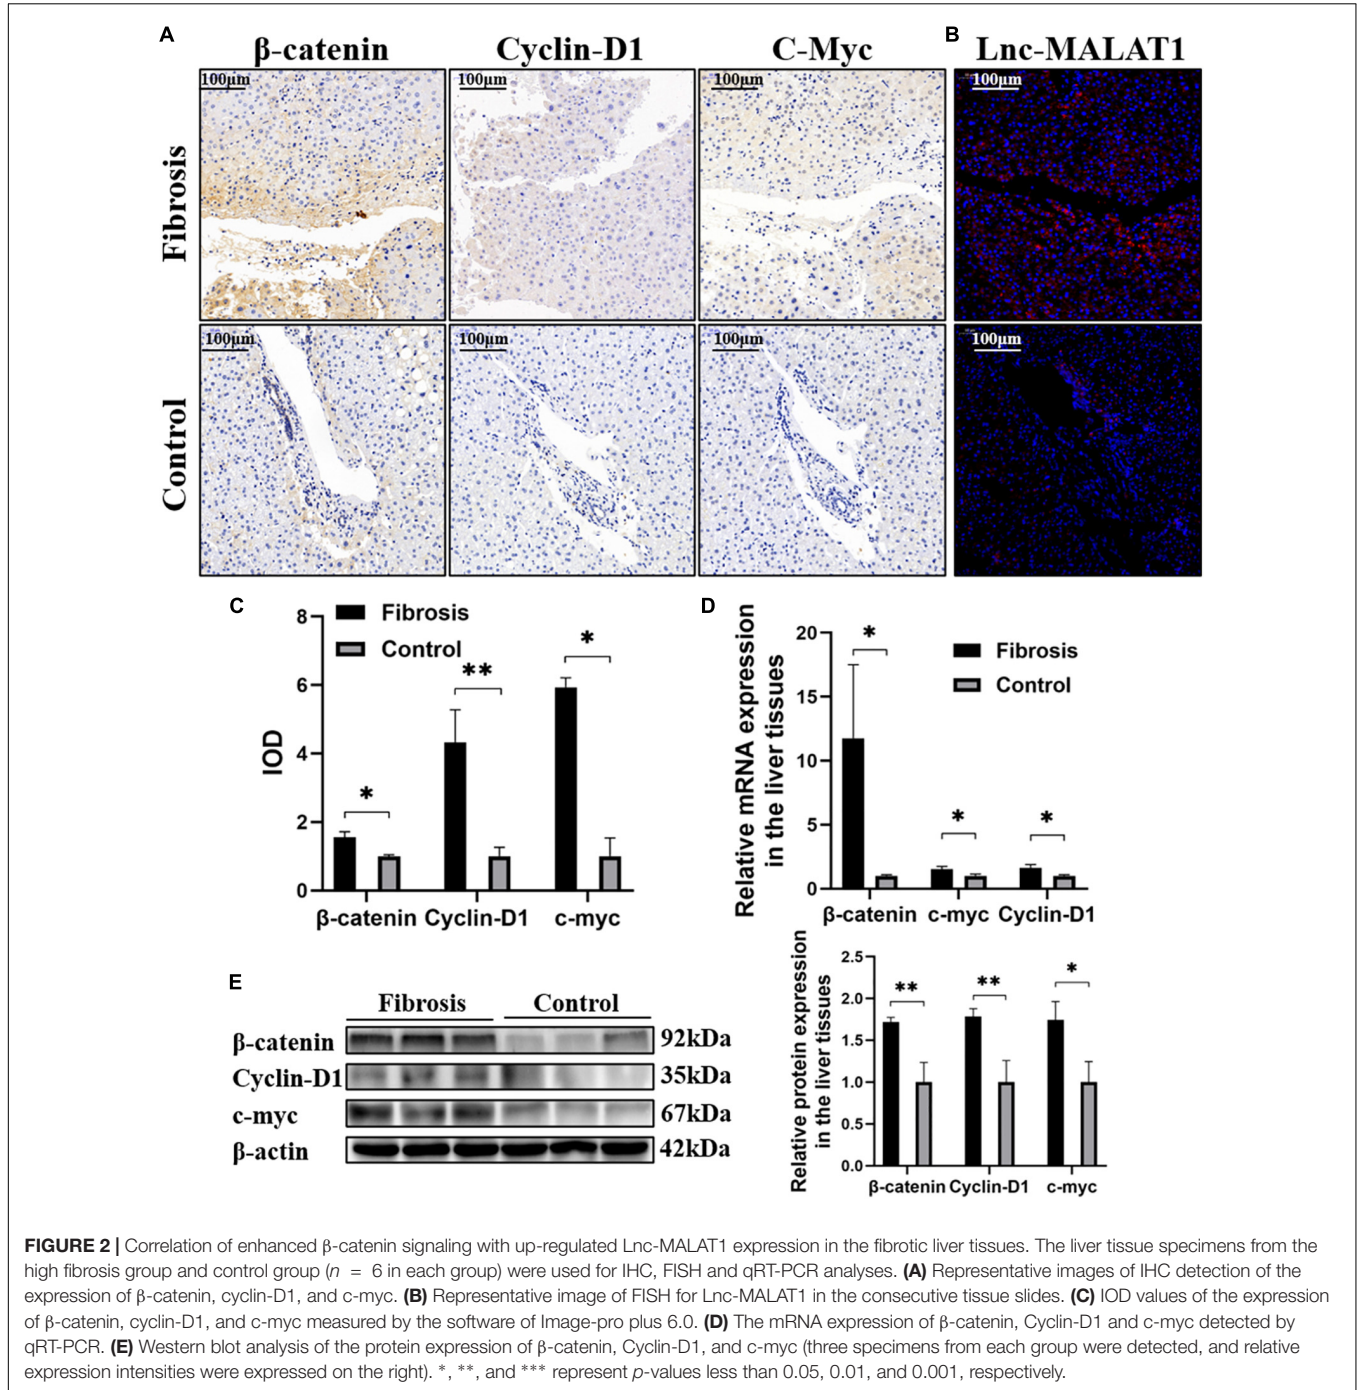 A
β-catenin
Cyclin-D1
C-Myc
B
Lnc-MALAT1
Fibrosis
100μm
100μm
100μm
100μm
Control
100μm
100μm
100μm
100μm
C
8
6
4
2
0
IOD
Fibrosis
Control
*
**
*
β-catenin Cyclin-D1 c-myc
D
Relative mRNA expression
in the liver tissues
20
15
10
5
0
*
*
*
Fibrosis
Control
β-catenin c-myc Cyclin-D1
E
Fibrosis Control
β-catenin 92kDa
Cyclin-D1 35kDa
c-myc 67kDa
β-actin 42kDa
Relative protein expression
in the liver tissues
2.5
2.0
1.5
1.0
0.5
0.0
**
**
*
β-catenin Cyclin-D1 c-myc
FIGURE 2 | Correlation of enhanced β-catenin signaling with up-regulated Lnc-MALAT1 expression in the fibrotic liver tissues. The liver tissue specimens from the
high fibrosis group and control group (n = 6 in each group) were used for IHC, FISH and qRT-PCR analyses. (A) Representative images of IHC detection of the
expression of β-catenin, cyclin-D1, and c-myc. (B) Representative image of FISH for Lnc-MALAT1 in the consecutive tissue slides. (C) IOD values of the expression
of β-catenin, cyclin-D1, and c-myc measured by the software of Image-pro plus 6.0. (D) The mRNA expression of β-catenin, Cyclin-D1 and c-myc detected by
qRT-PCR. (E) Western blot analysis of the protein expression of β-catenin, Cyclin-D1, and c-myc (three specimens from each group were detected, and relative
expression intensities were expressed on the right). *, **, and *** represent p-values less than 0.05, 0.01, and 0.001, respectively.